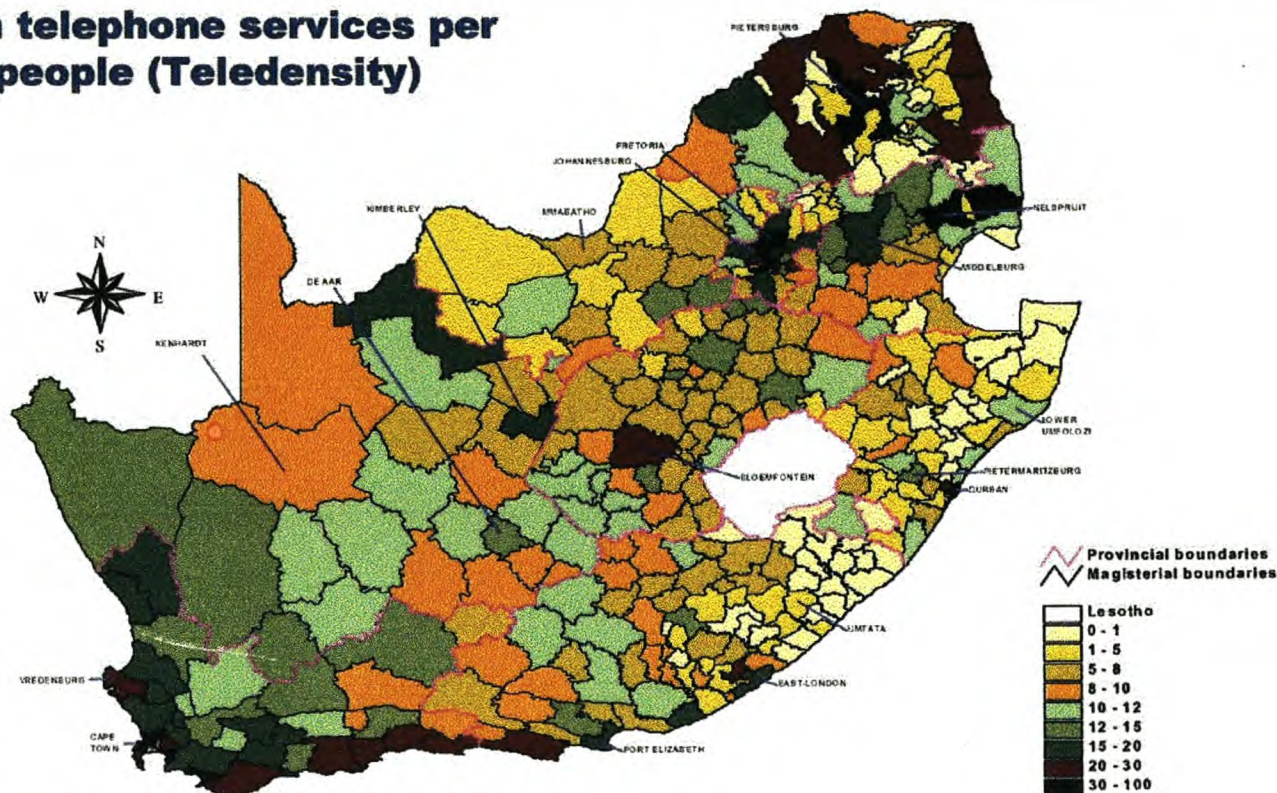 telephone services per
people (Teledensity)
PIETERSBURG
PRETORIA
JOHANNESBURG
KIMBERLEY
MMABATHO
NELSPRUIT
N
W E
S
DE AAR
MIDDELBURG
KENHARDT
LOWER
UMFOLOZI
BLOEMFONTEIN
PIETERMARITZBURG
DURBAN
Provincial boundaries
Magisterial boundaries
Lesotho
0 - 1
1 - 5
5 - 8
8 - 10
10 - 12
12 - 15
15 - 20
20 - 30
30 - 100
UMTATA
VREDENBURG
EAST-LONDON
CAPE
TOWN
PORT ELIZABETH